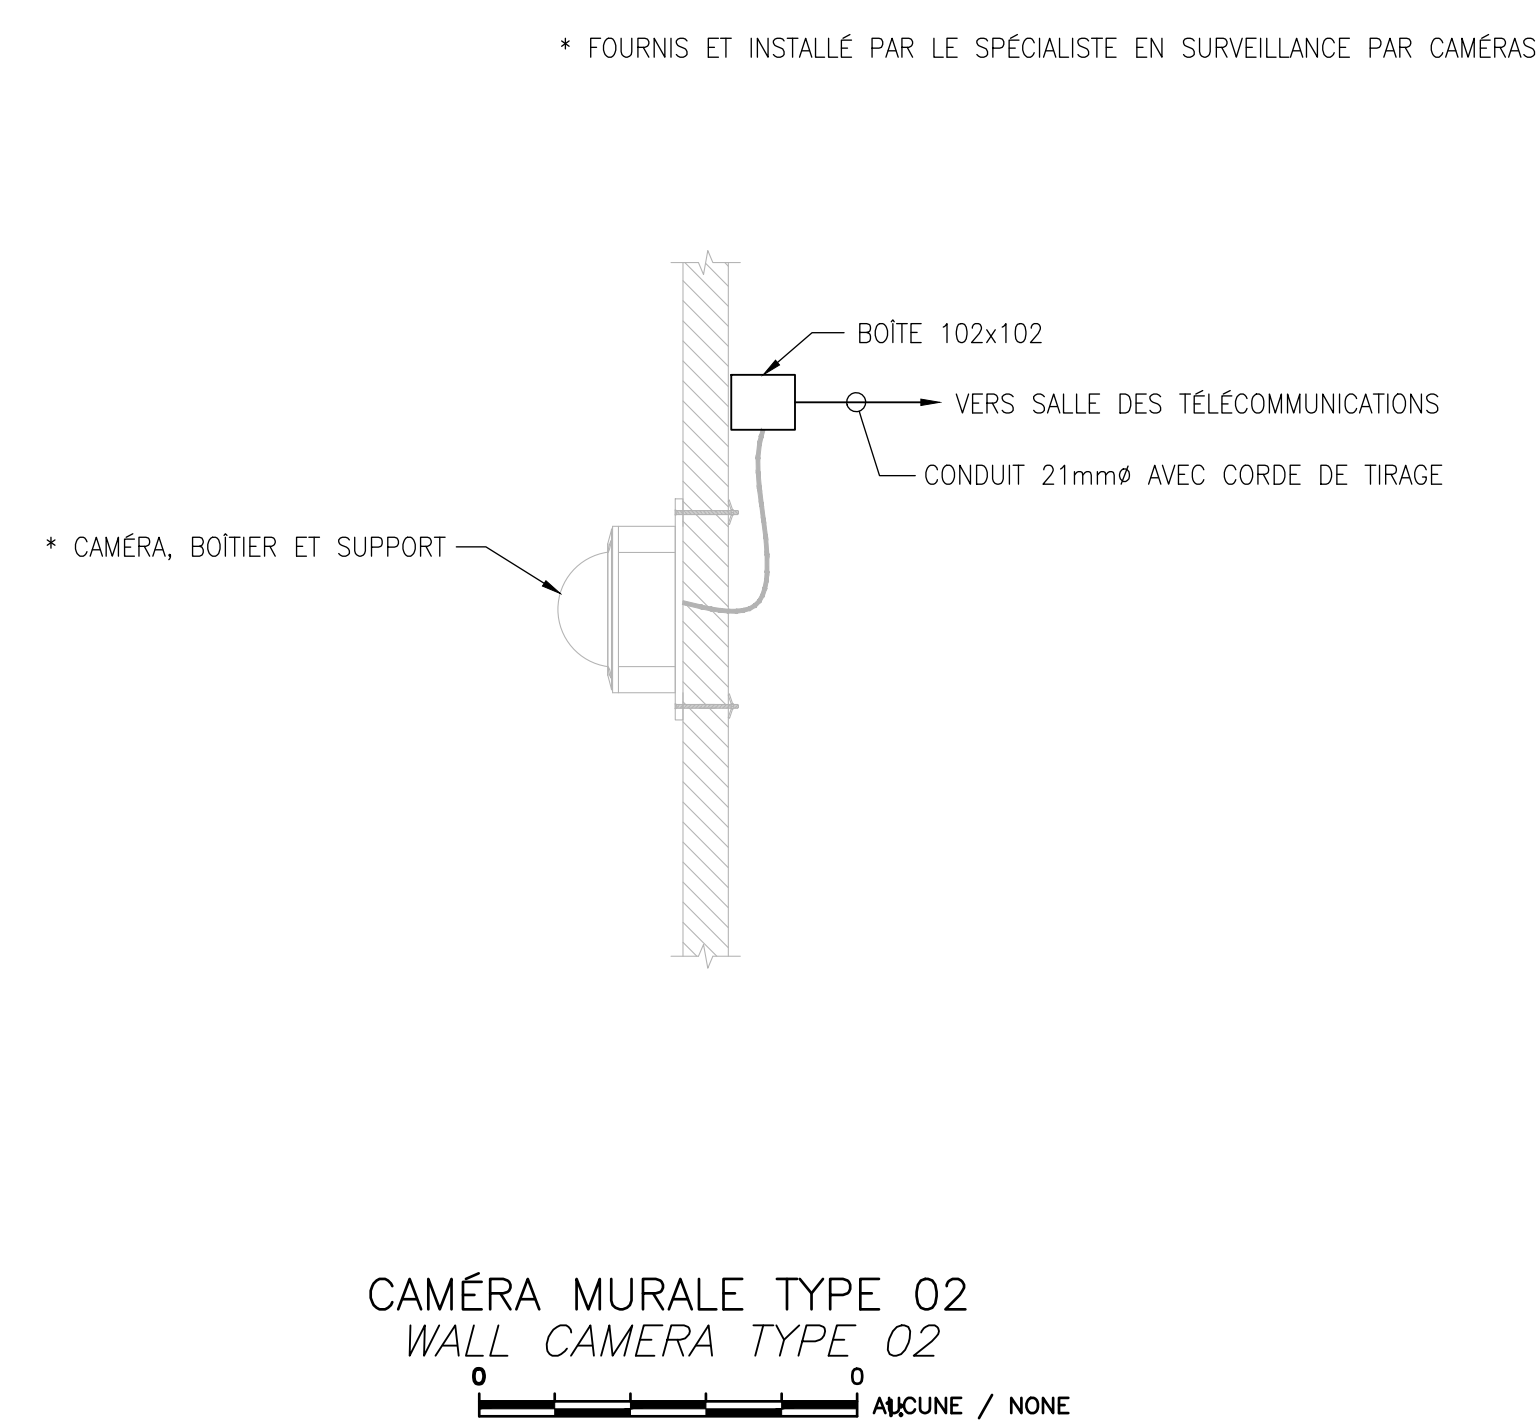 * FOURNIS ET INSTALLÉ PAR LE SPÉCIALISTE EN SURVEILLANCE PAR CAMÉRAS
BOÎTE 102x102
VERS SALLE DES TÉLÉCOMMUNICATIONS
CONDUIT 21mmø AVEC CORDE DE TIRAGE
* CAMÉRA, BOÎTIER ET SUPPORT
CAMÉRA MURALE TYPE 02
WALL CAMERA TYPE 02
0 0
AUCUNE / NONE